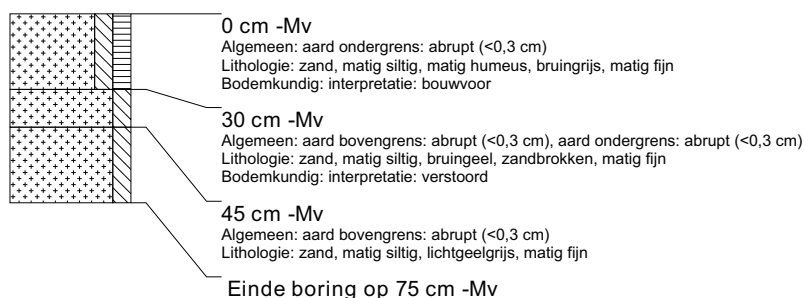 0 cm -Mv
Algemeen: aard ondergrens: abrupt (<0,3 cm)
Lithologie: zand, matig siltig, matig humeus, bruingrijs, matig fijn
Bodemkundig: interpretatie: bouwvoor
30 cm -Mv
Algemeen: aard bovengrens: abrupt (<0,3 cm), aard ondergrens: abrupt (<0,3 cm)
Lithologie: zand, matig siltig, bruingeel, zandbrokken, matig fijn
Bodemkundig: interpretatie: verstoord
45 cm -Mv
Algemeen: aard bovengrens: abrupt (<0,3 cm)
Lithologie: zand, matig siltig, lichtgeelgrijs, matig fijn
Einde boring op 75 cm -Mv